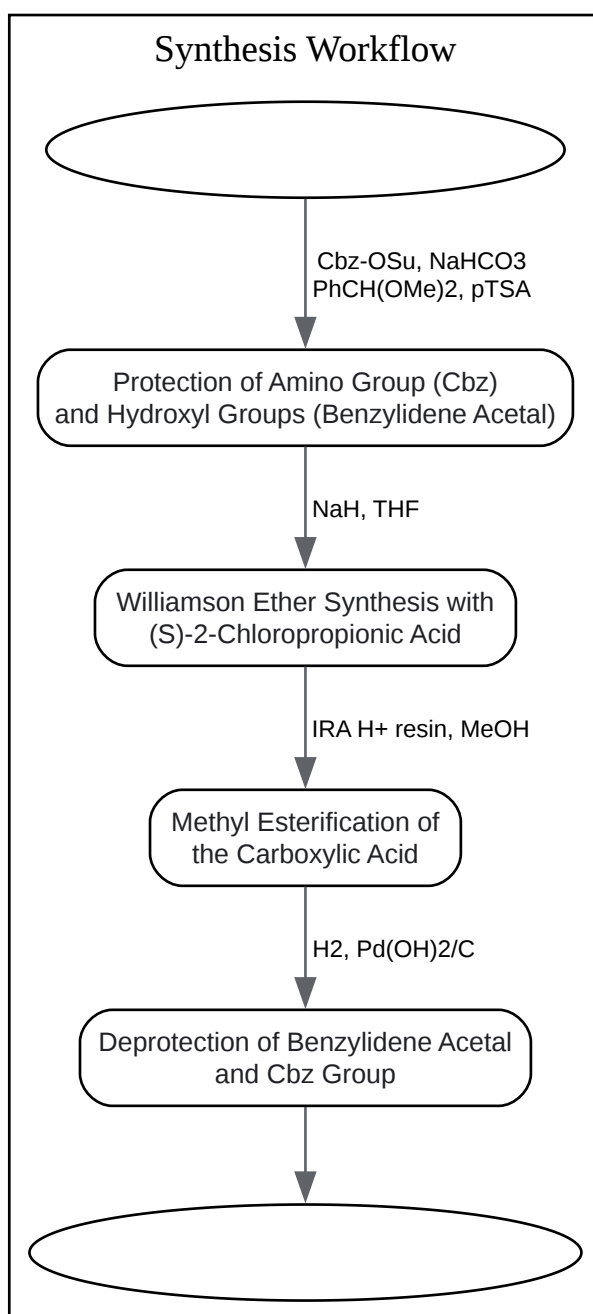 Synthesis Workflow
Cbz-OSu, NaHCO3
PhCH(OMe)2, pTSA
Protection of Amino Group (Cbz)
and Hydroxyl Groups (Benzylidene Acetal)
NaH, THF
Williamson Ether Synthesis with
(S)-2-Chloropropionic Acid
IRA H+ resin, MeOH
Methyl Esterification of
the Carboxylic Acid
H2, Pd(OH)2/C
Deprotection of Benzylidene Acetal
and Cbz Group